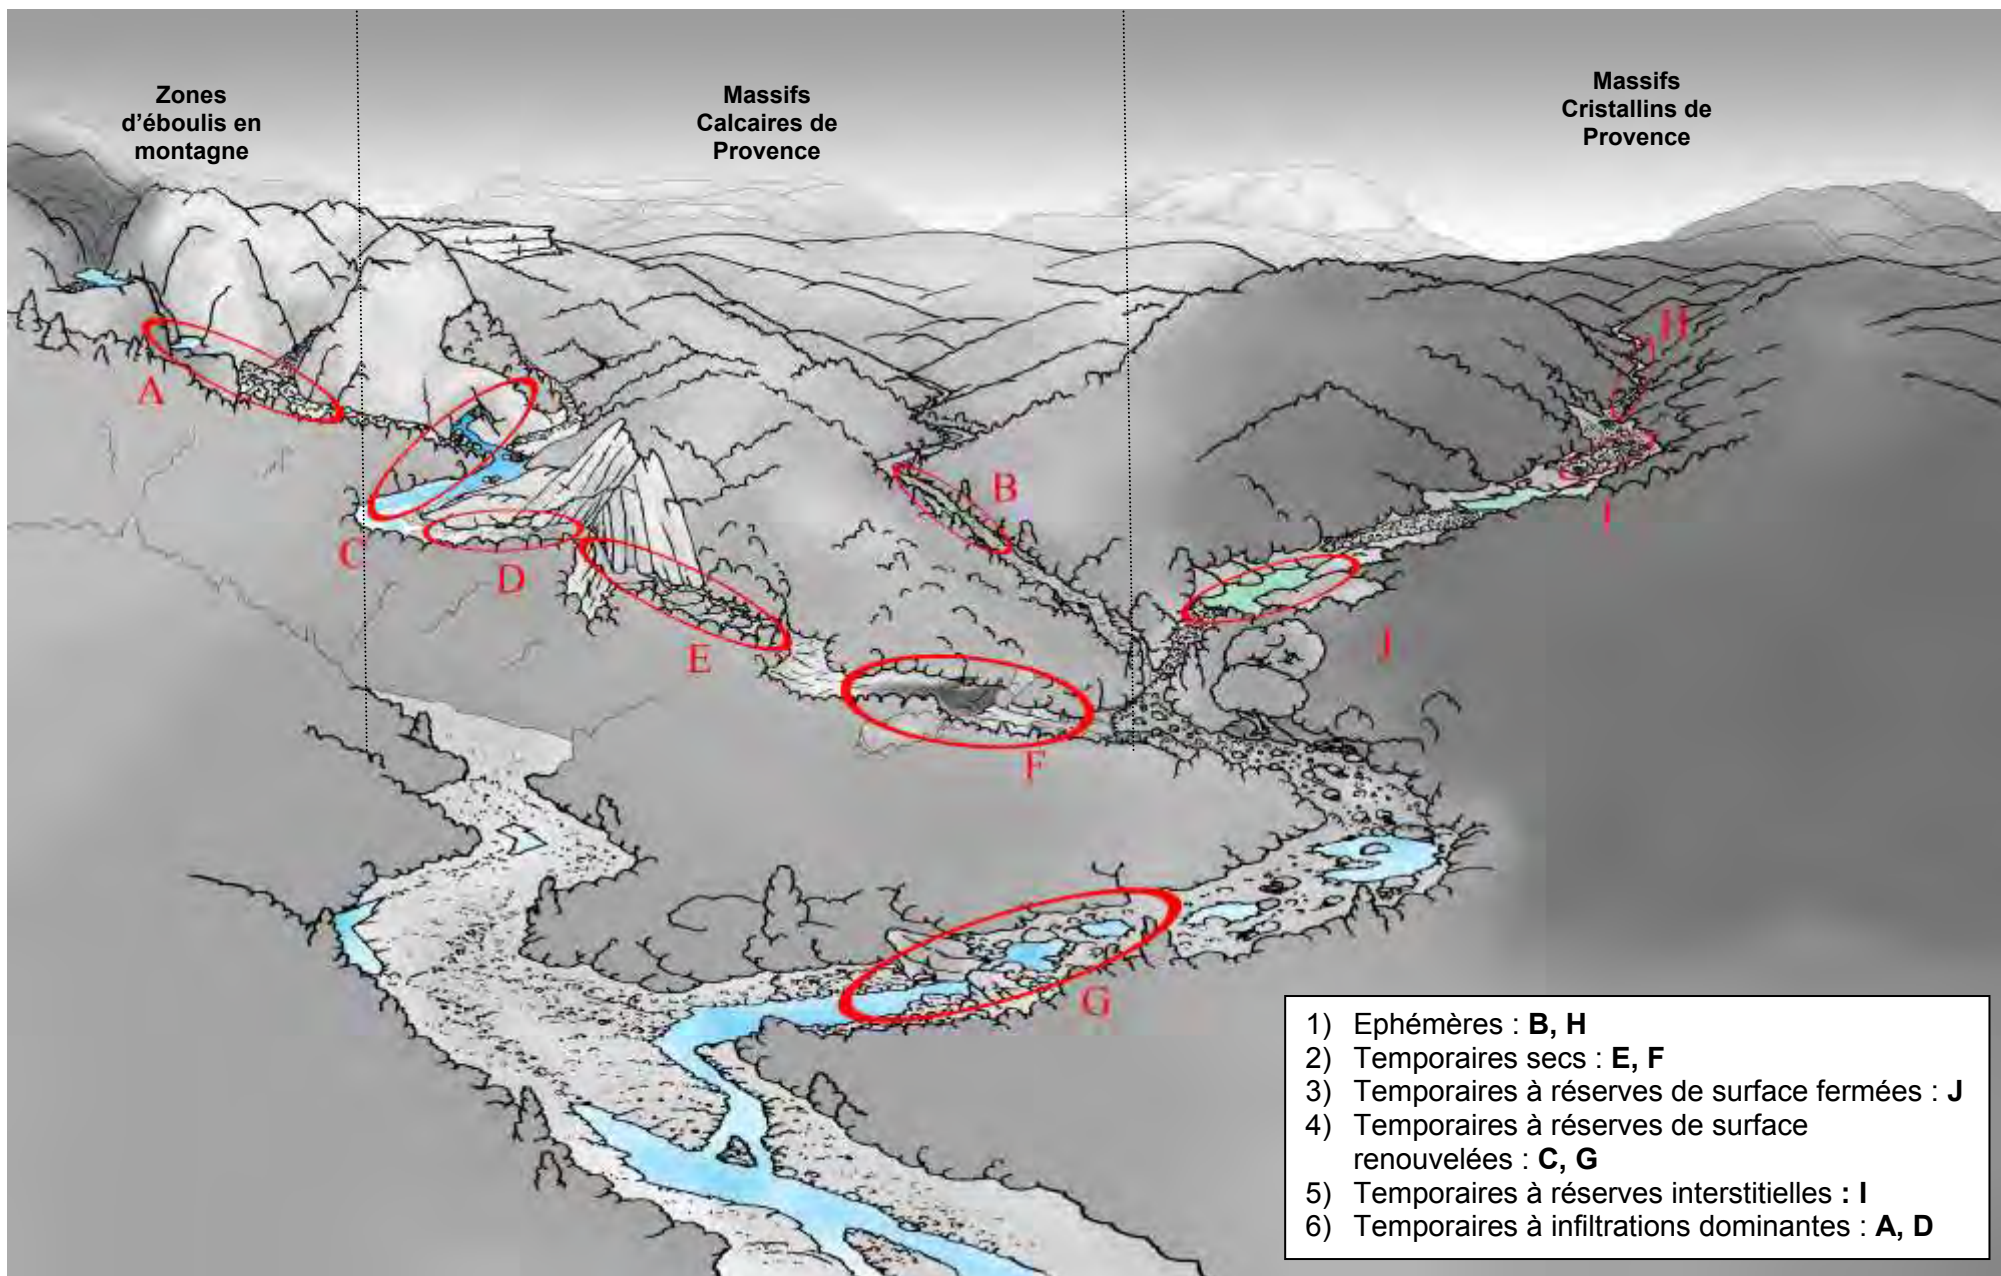 Zones
d'éboulis en
montagne
Massifs
Calcaires de
Provence
Massifs
Cristallins de
Provence
H
A
B
I
C
D
J
E
F
G
1) Ephémères : B, H
2) Temporaires secs : E, F
3) Temporaires à réserves de surface fermées : J
4) Temporaires à réserves de surface
renouvelées : C, G
5) Temporaires à réserves interstitielles : I
6) Temporaires à infiltrations dominantes : A, D